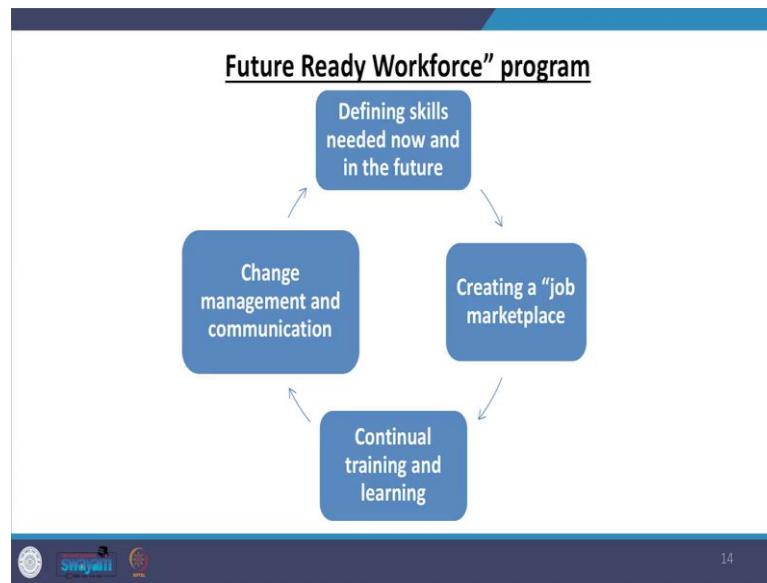 Future Ready Workforce” program
Defining skills
needed now and
in the future
Creating a “job
marketplace
Continual
training and
learning
Change
management and
communication
swayam
14